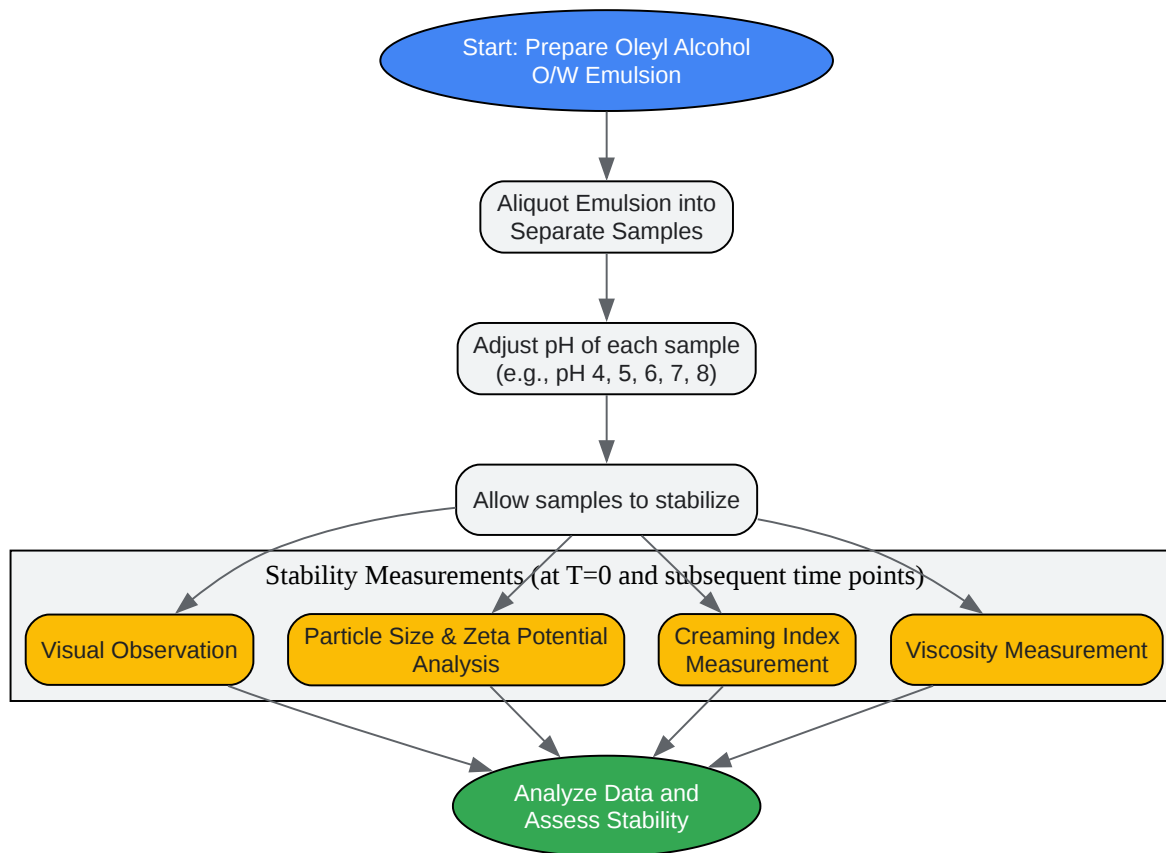 Start: Prepare Oleyl Alcohol
O/W Emulsion
Aliquot Emulsion into
Separate Samples
Adjust pH of each sample
(e.g., pH 4, 5, 6, 7, 8)
Allow samples to stabilize
Stability Measurements (at T=0 and subsequent time points)
Visual Observation
Particle Size & Zeta Potential
Analysis
Creaming Index
Measurement
Viscosity Measurement
Analyze Data and
Assess Stability